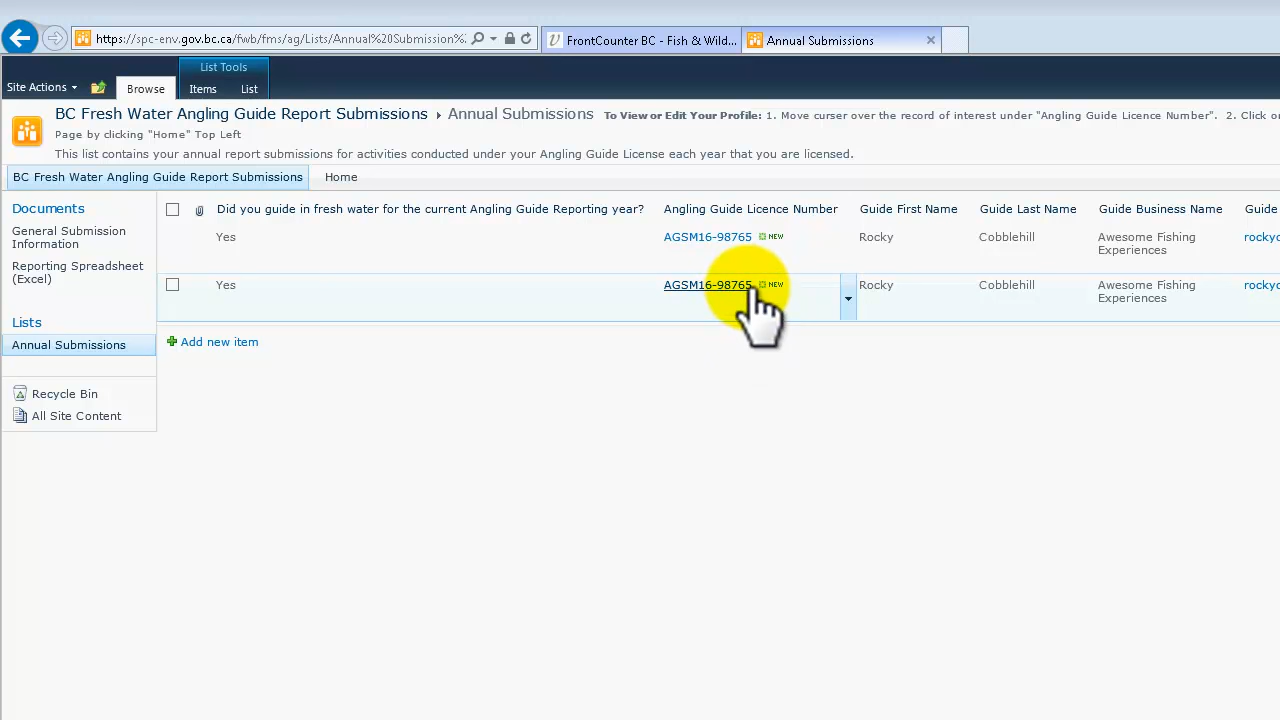 https://spc-env.gov.bc.ca/fwb/fms/ag/Lists/Annual%20Submission%
FrontCounter BC - Fish & Wild...
Annual Submissions
List Tools
Site Actions
Browse
Items
List
BC Fresh Water Angling Guide Report Submissions
Annual Submissions
To View or Edit Your Profile: 1. Move curser over the record of interest under "Angling Guide Licence Number". 2. Click or
Page by clicking "Home" Top Left
This list contains your annual report submissions for activities conducted under your Angling Guide License each year that you are licensed.
BC Fresh Water Angling Guide Report Submissions
Home
Documents
General Submission
Information
Reporting Spreadsheet
(Excel)
Lists
Annual Submissions
Recycle Bin
All Site Content
Did you guide in fresh water for the current Angling Guide Reporting year?
Angling Guide Licence Number
Guide First Name
Guide Last Name
Guide Business Name
Guide
Yes
AGSM16-98765
NEW
Rocky
Cobblehill
Awesome Fishing
Experiences
rocky
Yes
AGSM16-98765
NEW
Rocky
Cobblehill
Awesome Fishing
Experiences
rocky
Add new item